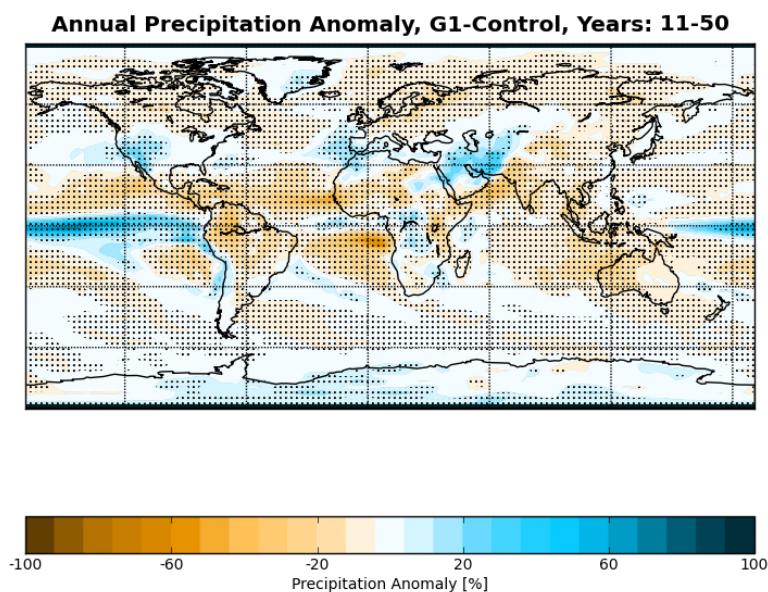 Annual Precipitation Anomaly, G1-Control, Years: 11-50
-100 -60 -20 20 60 100
Precipitation Anomaly [%]